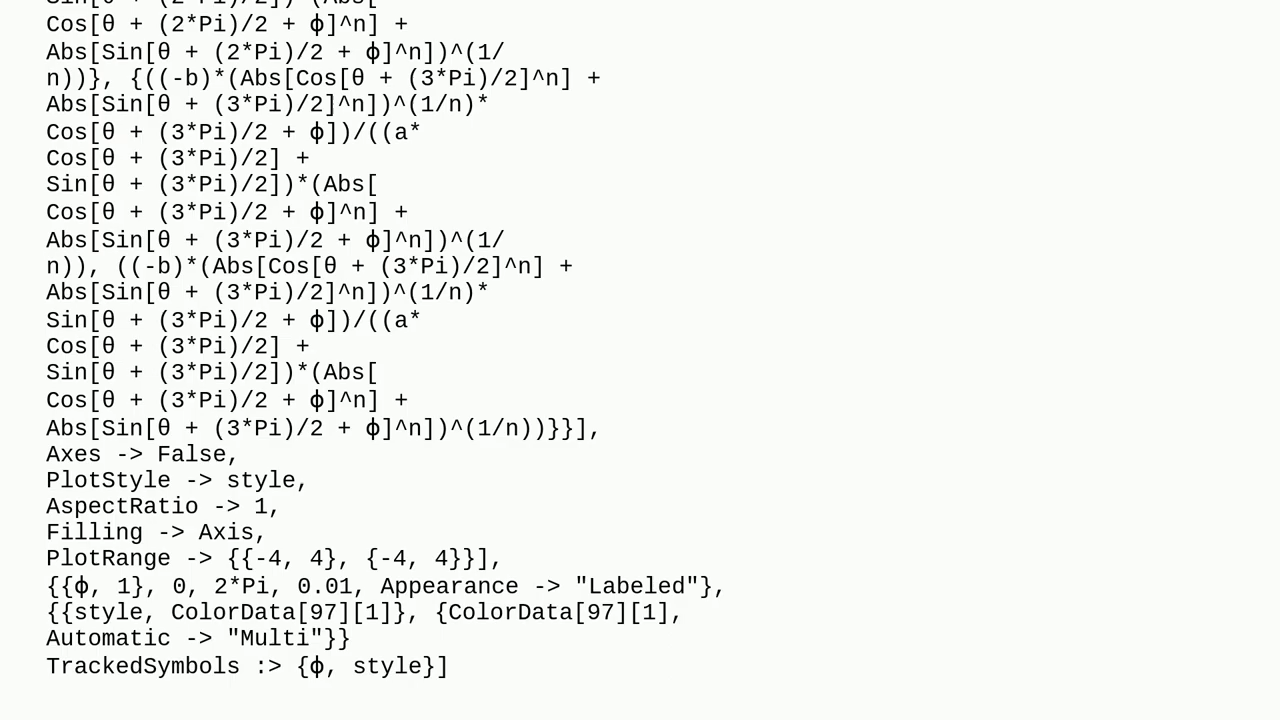 Sin[θ + (2*Pi)/2])*(Abs[
Cos[θ + (2*Pi)/2 + ϕ]^n] +
Abs[Sin[θ + (2*Pi)/2 + ϕ]^n])^(1/
n))}, {((-b)*(Abs[Cos[θ + (3*Pi)/2]^n] +
Abs[Sin[θ + (3*Pi)/2]^n])^(1/n)*
Cos[θ + (3*Pi)/2 + ϕ])/((a*
Cos[θ + (3*Pi)/2] +
Sin[θ + (3*Pi)/2])*(Abs[
Cos[θ + (3*Pi)/2 + ϕ]^n] +
Abs[Sin[θ + (3*Pi)/2 + ϕ]^n])^(1/
n)), ((-b)*(Abs[Cos[θ + (3*Pi)/2]^n] +
Abs[Sin[θ + (3*Pi)/2]^n])^(1/n)*
Sin[θ + (3*Pi)/2 + ϕ])/((a*
Cos[θ + (3*Pi)/2] +
Sin[θ + (3*Pi)/2])*(Abs[
Cos[θ + (3*Pi)/2 + ϕ]^n] +
Abs[Sin[θ + (3*Pi)/2 + ϕ]^n])^(1/n))}}],
Axes -> False,
PlotStyle -> style,
AspectRatio -> 1,
Filling -> Axis,
PlotRange -> {{-4, 4}, {-4, 4}}],
{{ϕ, 1}, 0, 2*Pi, 0.01, Appearance -> "Labeled"},
{{style, ColorData[97][1]}, {ColorData[97][1],
Automatic -> "Multi"}}
TrackedSymbols :> {ϕ, style}]